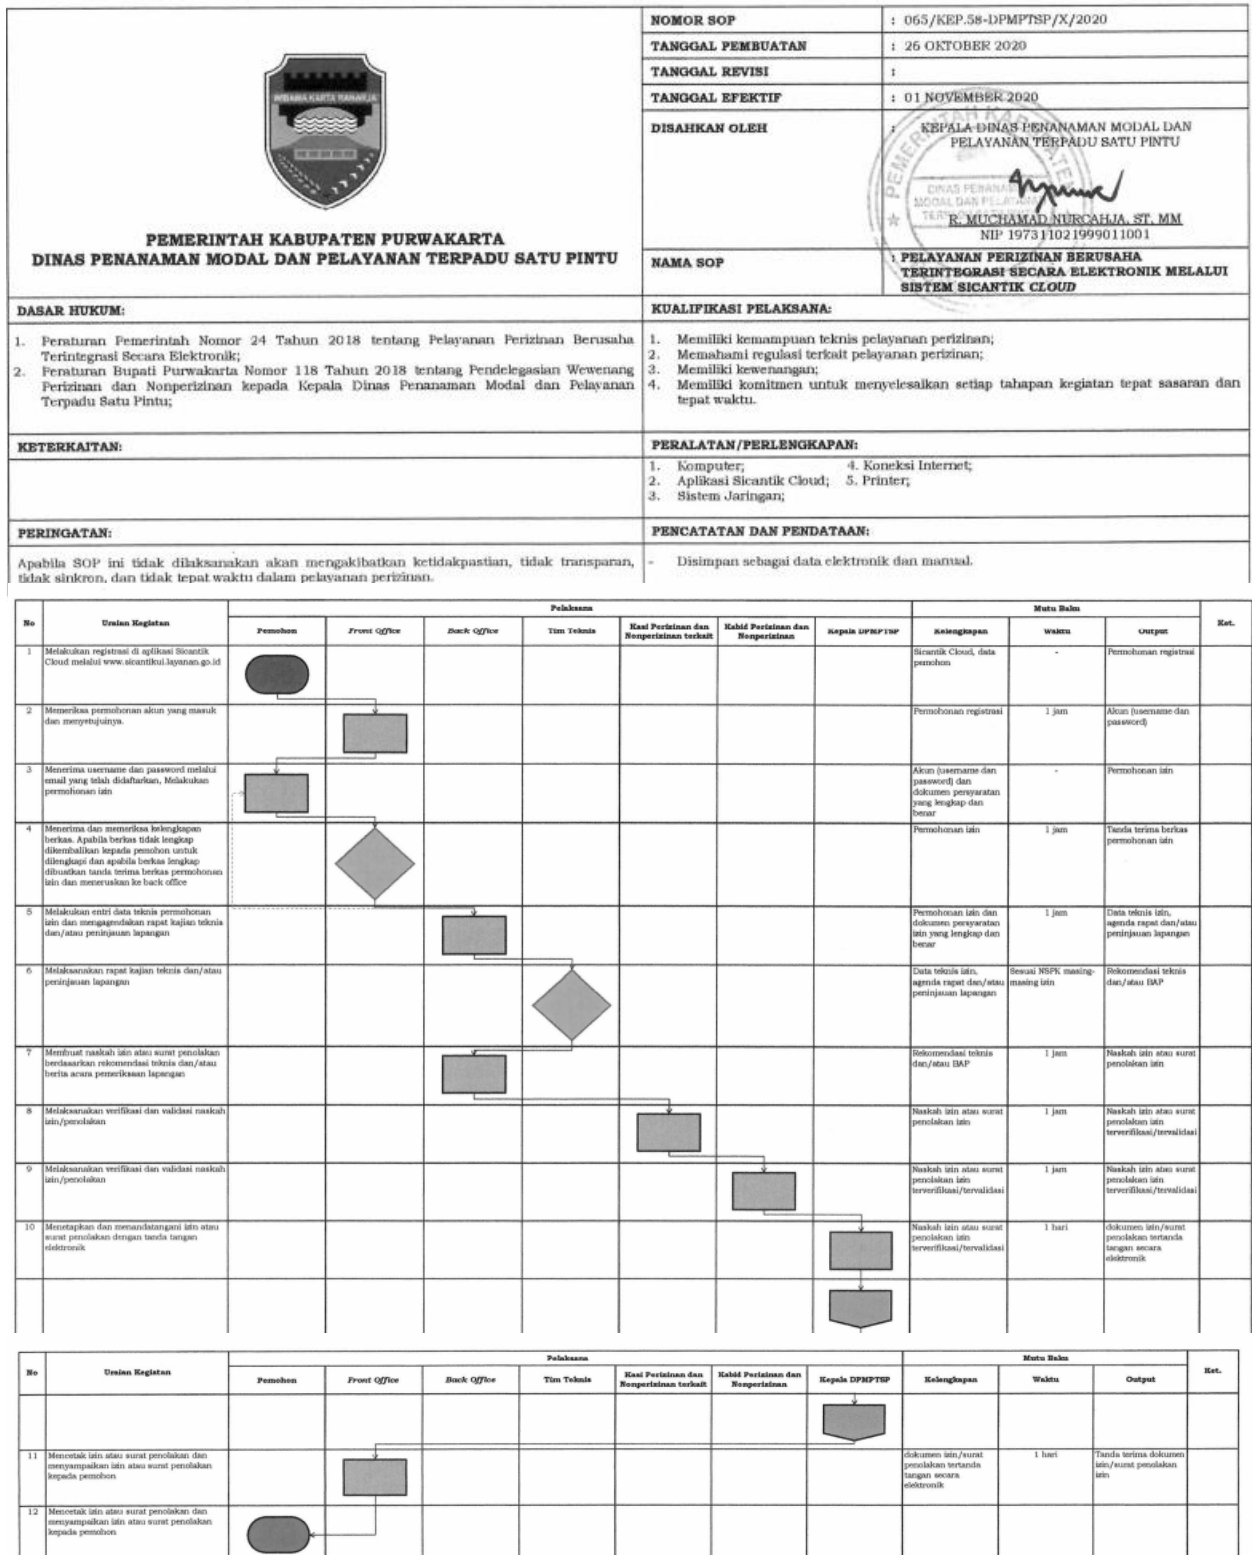 NOMOR SOP : 065/KEP.58-DPMPTSP/X/2020
TANGGAL PEMBUATAN : 26 OKTOBER 2020
TANGGAL REVISI :
TANGGAL EFEKTIF : 01 NOVEMBER 2020
DISAHKAN OLEH : KEPALA DINAS PENANAMAN MODAL DAN
PELAYANAN TERPADU SATU PINTU
R. MUCHAMAD NURCAHJA, ST, MM
NIP 197311021999011001
PEMERINTAH KABUPATEN PURWAKARTA
DINAS PENANAMAN MODAL DAN PELAYANAN TERPADU SATU PINTU
NAMA SOP : PELAYANAN PERIZINAN BERUSAHA
TERINTEGRASI SECARA ELEKTRONIK MELALUI
SISTEM SICANTIK CLOUD
DASAR HUKUM:
1. Peraturan Pemerintah Nomor 24 Tahun 2018 tentang Pelayanan Perizinan Berusaha
Terintegrasi Secara Elektronik;
2. Peraturan Bupati Purwakarta Nomor 118 Tahun 2018 tentang Pendelegasian Wewenang
Perizinan dan Nonperizinan kepada Kepala Dinas Penanaman Modal dan Pelayanan
Terpadu Satu Pintu;
KUALIFIKASI PELAKSANA:
1. Memiliki kemampuan teknis pelayanan perizinan;
2. Memahami regulasi terkait pelayanan perizinan;
3. Memiliki kewenangan;
4. Memiliki komitmen untuk menyelesaikan setiap tahapan kegiatan tepat sasaran dan
tepat waktu.
KETERKAITAN:
PERALATAN/PERLENGKAPAN:
1. Komputer; 4. Koneksi Internet;
2. Aplikasi Sicantik Cloud; 5. Printer;
3. Sistem Jaringan;
PERINGATAN:
Apabila SOP ini tidak dilaksanakan akan mengakibatkan ketidakpastian, tidak transparan,
tidak sinkron, dan tidak tepat waktu dalam pelayanan perizinan.
PENCATATAN DAN PENDATAAN:
- Disimpan sebagai data elektronik dan manual.
No Uraian Kegiatan Pelaksana Mutu Baku Ket.
Pemohon Front Office Back Office Tim Teknis Kasi Perizinan dan Nonperizinan terkait Kabid Perizinan dan Nonperizinan Kepala DPMPTSP Kelengkapan Waktu Output
1 Melakukan registrasi di aplikasi Sicantik
Cloud melalui www.sicantikui.layanan.go.id
Sicantik Cloud, data
pemohon
-
Permohonan registrasi
2 Memeriksa permohonan akun yang masuk
dan menyetujuinya.
Permohonan registrasi
1 jam
Akun (username dan
password)
3 Menerima username dan password melalui
email yang telah didaftarkan, Melakukan
permohonan izin
Akun (username dan
password) dan
dokumen persyaratan
yang lengkap dan
benar
-
Permohonan izin
4 Menerima dan memeriksa kelengkapan
berkas. Apabila berkas tidak lengkap
dikembalikan kepada pemohon untuk
dilengkapi dan apabila berkas lengkap
dibuatkan tanda terima berkas permohonan
izin dan meneruskan ke back office
Permohonan izin
1 jam
Tanda terima berkas
permohonan izin
5 Melakukan entri data teknis permohonan
izin dan mengagendakan rapat kajian teknis
dan/atau peninjauan lapangan
Permohonan izin dan
dokumen persyaratan
izin yang lengkap dan
benar
1 jam
Data teknis izin,
agenda rapat dan/atau
peninjauan lapangan
6 Melaksanakan rapat kajian teknis dan/atau
peninjauan lapangan
Data teknis izin,
agenda rapat dan/atau
peninjauan lapangan
Sesuai NSPK masing-
masing izin
Rekomendasi teknis
dan/atau BAP
7 Membuat naskah izin atau surat penolakan
berdasarkan rekomendasi teknis dan/atau
berita acara pemeriksaan lapangan
Rekomendasi teknis
dan/atau BAP
1 jam
Naskah izin atau surat
penolakan izin
8 Melaksanakan verifikasi dan validasi naskah
izin/penolakan
Naskah izin atau surat
penolakan izin
1 jam
Naskah izin atau surat
penolakan izin
terverifikasi/tervalidasi
9 Melaksanakan verifikasi dan validasi naskah
izin/penolakan
Naskah izin atau surat
penolakan izin
terverifikasi/tervalidasi
1 jam
Naskah izin atau surat
penolakan izin
terverifikasi/tervalidasi
10 Menetapkan dan menandatangani izin atau
surat penolakan dengan tanda tangan
elektronik
Naskah izin atau surat
penolakan izin
terverifikasi/tervalidasi
1 hari
dokumen izin/surat
penolakan tertanda
tangan secara
elektronik
No Uraian Kegiatan Pelaksana Mutu Baku Ket.
Pemohon Front Office Back Office Tim Teknis Kasi Perizinan dan Nonperizinan terkait Kabid Perizinan dan Nonperizinan Kepala DPMPTSP Kelengkapan Waktu Output
11 Mencetak izin atau surat penolakan dan
menyampaikan izin atau surat penolakan
kepada pemohon
dokumen izin/surat
penolakan tertanda
tangan secara
elektronik
1 hari
Tanda terima dokumen
izin/surat penolakan
izin
12 Mencetak izin atau surat penolakan dan
menyampaikan izin atau surat penolakan
kepada pemohon